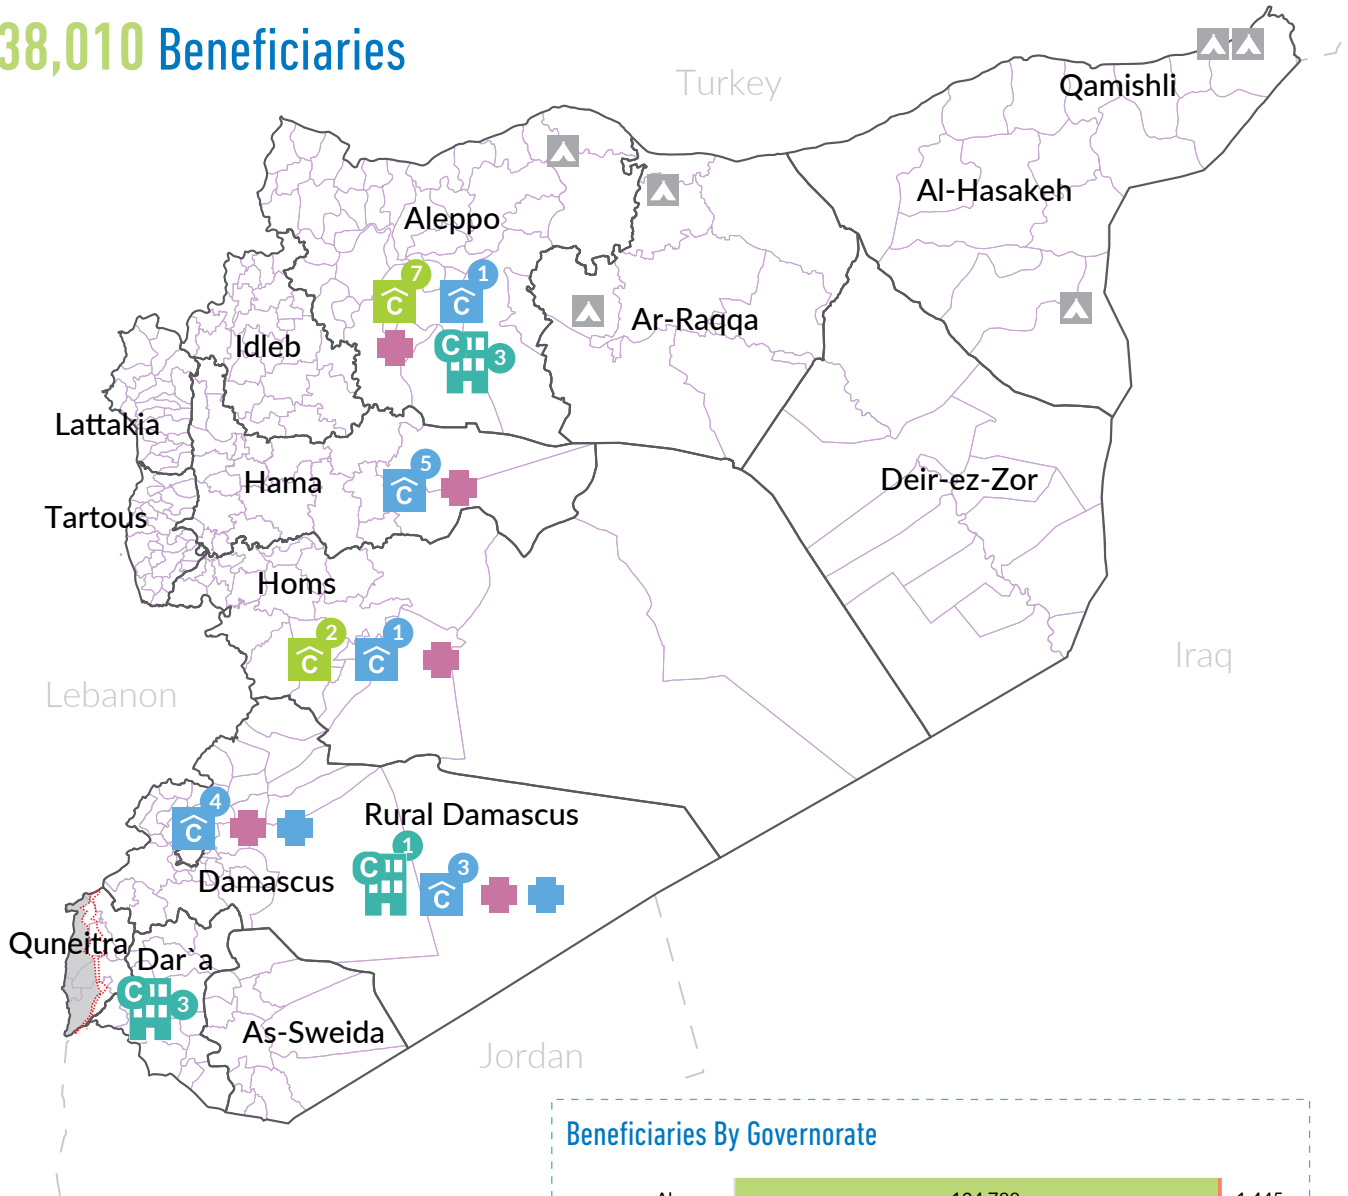 38,010 Beneficiaries
Turkey
Qamishli
Al-Hasakeh
Aleppo
7
1
C
C
Ar-Raqqa
Idleb
C
3
Lattakia
Hama
5
C
Deir-ez-Zor
Tartous
Homs
2
1
C
C
Iraq
Lebanon
4
C
Rural Damascus
1
C
3
C
Damascus
Quneitra
Dar`a
C
3
As-Sweida
Jordan
Beneficiaries By Governorate